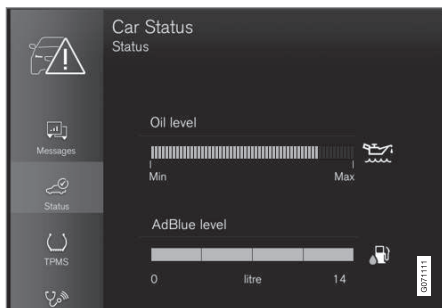 Car Status
Status
Messages
Status
TPMS
Oil level
Min Max
AdBlue level
0 litre 14
G071111